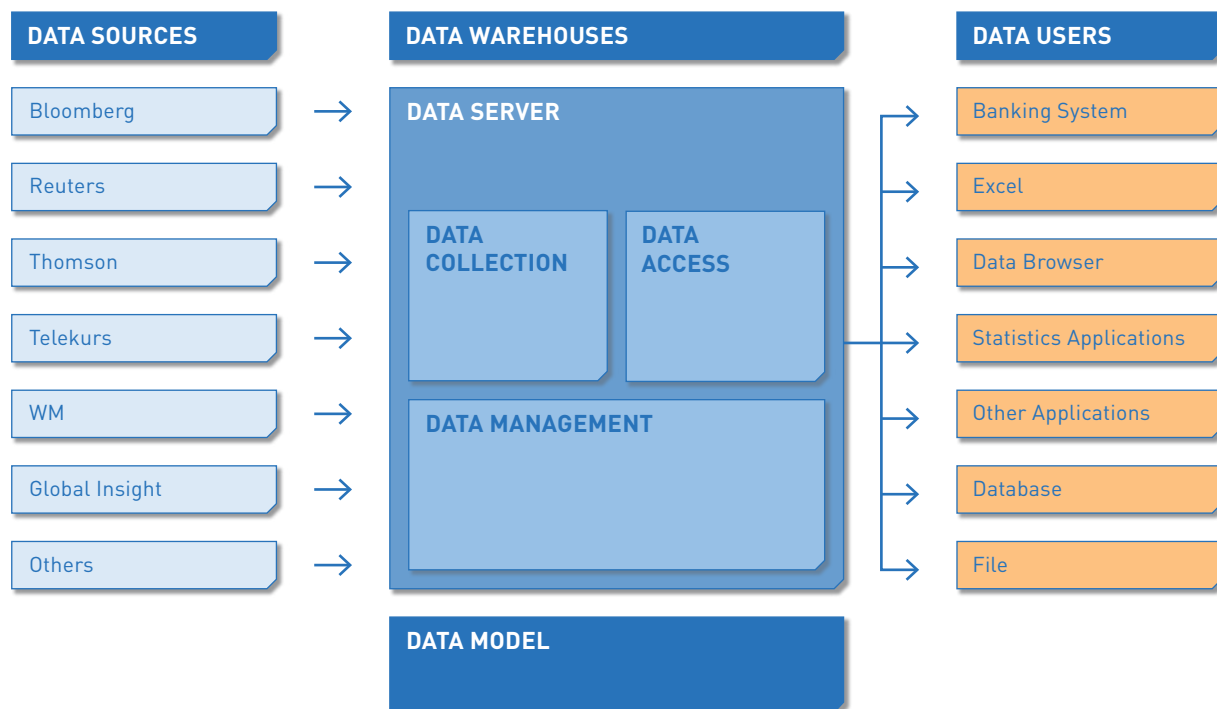 DATA SOURCES
Bloomberg
Reuters
Thomson
Telekurs
WM
Global Insight
Others
DATA WAREHOUSES
DATA SERVER
DATA
COLLECTION
DATA
ACCESS
DATA MANAGEMENT
DATA MODEL
DATA USERS
Banking System
Excel
Data Browser
Statistics Applications
Other Applications
Database
File